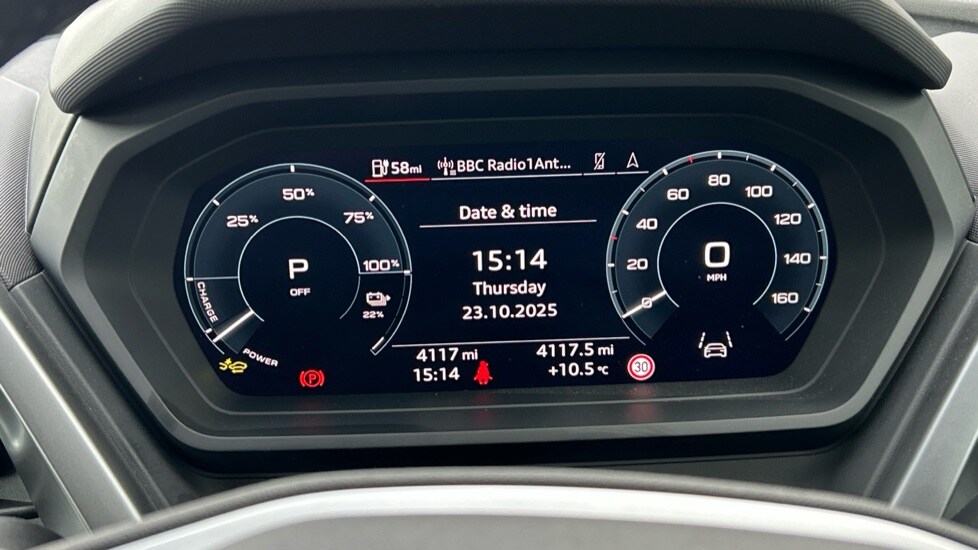 58mi BBC Radio1Ant...
Date & time
15:14
Thursday
23.10.2025
4117 mi 4117.5 mi
15:14 +10.5 °C
25% 50% 75% 100%
P
OFF
22%
CHARGE
POWER
P
0 20 40 60 80 100 120 140 160
0
MPH
30